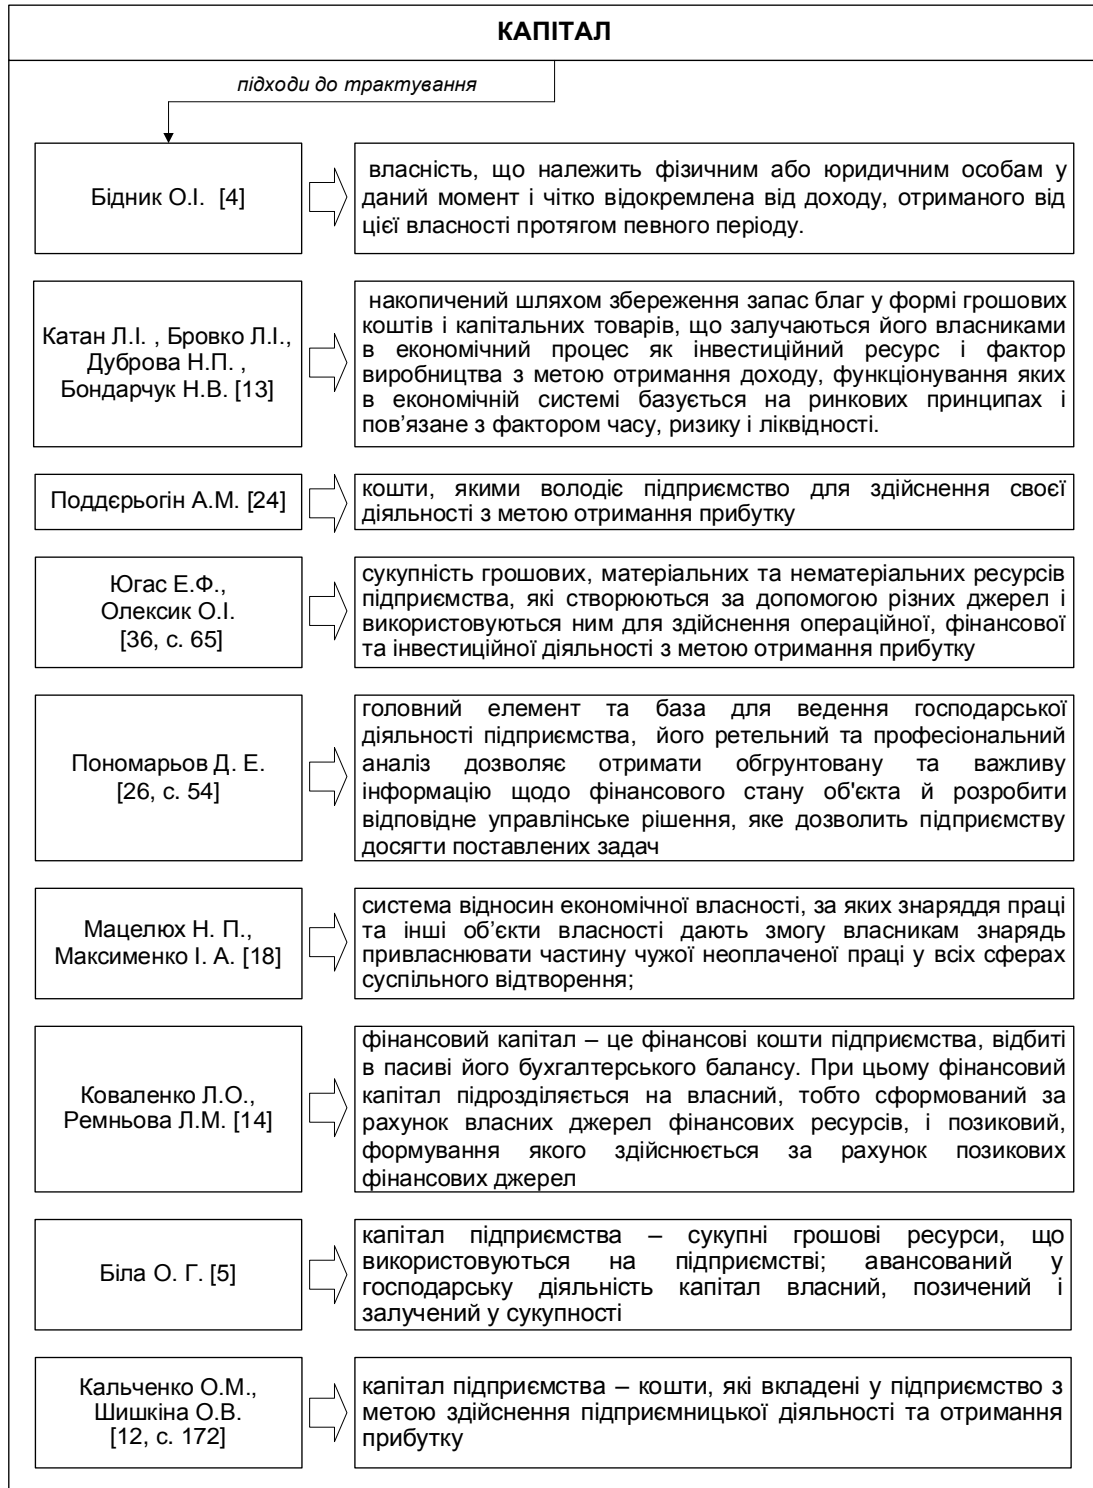 КАПІТАЛ
підходи до трактування
Бідник О.І. [4]
власність, що належить фізичним або юридичним особам у
даний момент і чітко відокремлена від доходу, отриманого від
цієї власності протягом певного періоду.
Катан Л.І. , Бровко Л.І.,
Дуброва Н.П. ,
Бондарчук Н.В. [13]
накопичений шляхом збереження запас благ у формі грошових
коштів і капітальних товарів, що залучаються його власниками
в економічний процес як інвестиційний ресурс і фактор
виробництва з метою отримання доходу, функціонування яких
в економічній системі базується на ринкових принципах і
пов’язане з фактором часу, ризику і ліквідності.
Поддєрьогін А.М. [24]
кошти, якими володіє підприємство для здійснення своєї
діяльності з метою отримання прибутку
Югас Е.Ф.,
Олексик О.І.
[36, с. 65]
сукупність грошових, матеріальних та нематеріальних ресурсів
підприємства, які створюються за допомогою різних джерел і
використовуються ним для здійснення операційної, фінансової
та інвестиційної діяльності з метою отримання прибутку
Пономарьов Д. Е.
[26, с. 54]
головний елемент та база для ведення господарської
діяльності підприємства, його ретельний та професіональний
аналіз дозволяє отримати обгрунтовану та важливу
інформацію щодо фінансового стану об'єкта й розробити
відповідне управлінське рішення, яке дозволить підприємству
досягти поставлених задач
Мацелюх Н. П.,
Максименко І. А. [18]
система відносин економічної власності, за яких знаряддя праці
та інші об’єкти власності дають змогу власникам знарядь
привласнювати частину чужої неоплаченої праці у всіх сферах
суспільного відтворення;
Коваленко Л.О.,
Ремньова Л.М. [14]
фінансовий капітал – це фінансові кошти підприємства, відбиті
в пасиві його бухгалтерського балансу. При цьому фінансовий
капітал підрозділяється на власний, тобто сформований за
рахунок власних джерел фінансових ресурсів, і позиковий,
формування якого здійснюється за рахунок позикових
фінансових джерел
Біла О. Г. [5]
капітал підприємства – сукупні грошові ресурси, що
використовуються на підприємстві; авансований у
господарську діяльність капітал власний, позичений і
залучений у сукупності
Кальченко О.М.,
Шишкіна О.В.
[12, с. 172]
капітал підприємства – кошти, які вкладені у підприємство з
метою здійснення підприємницької діяльності та отримання
прибутку